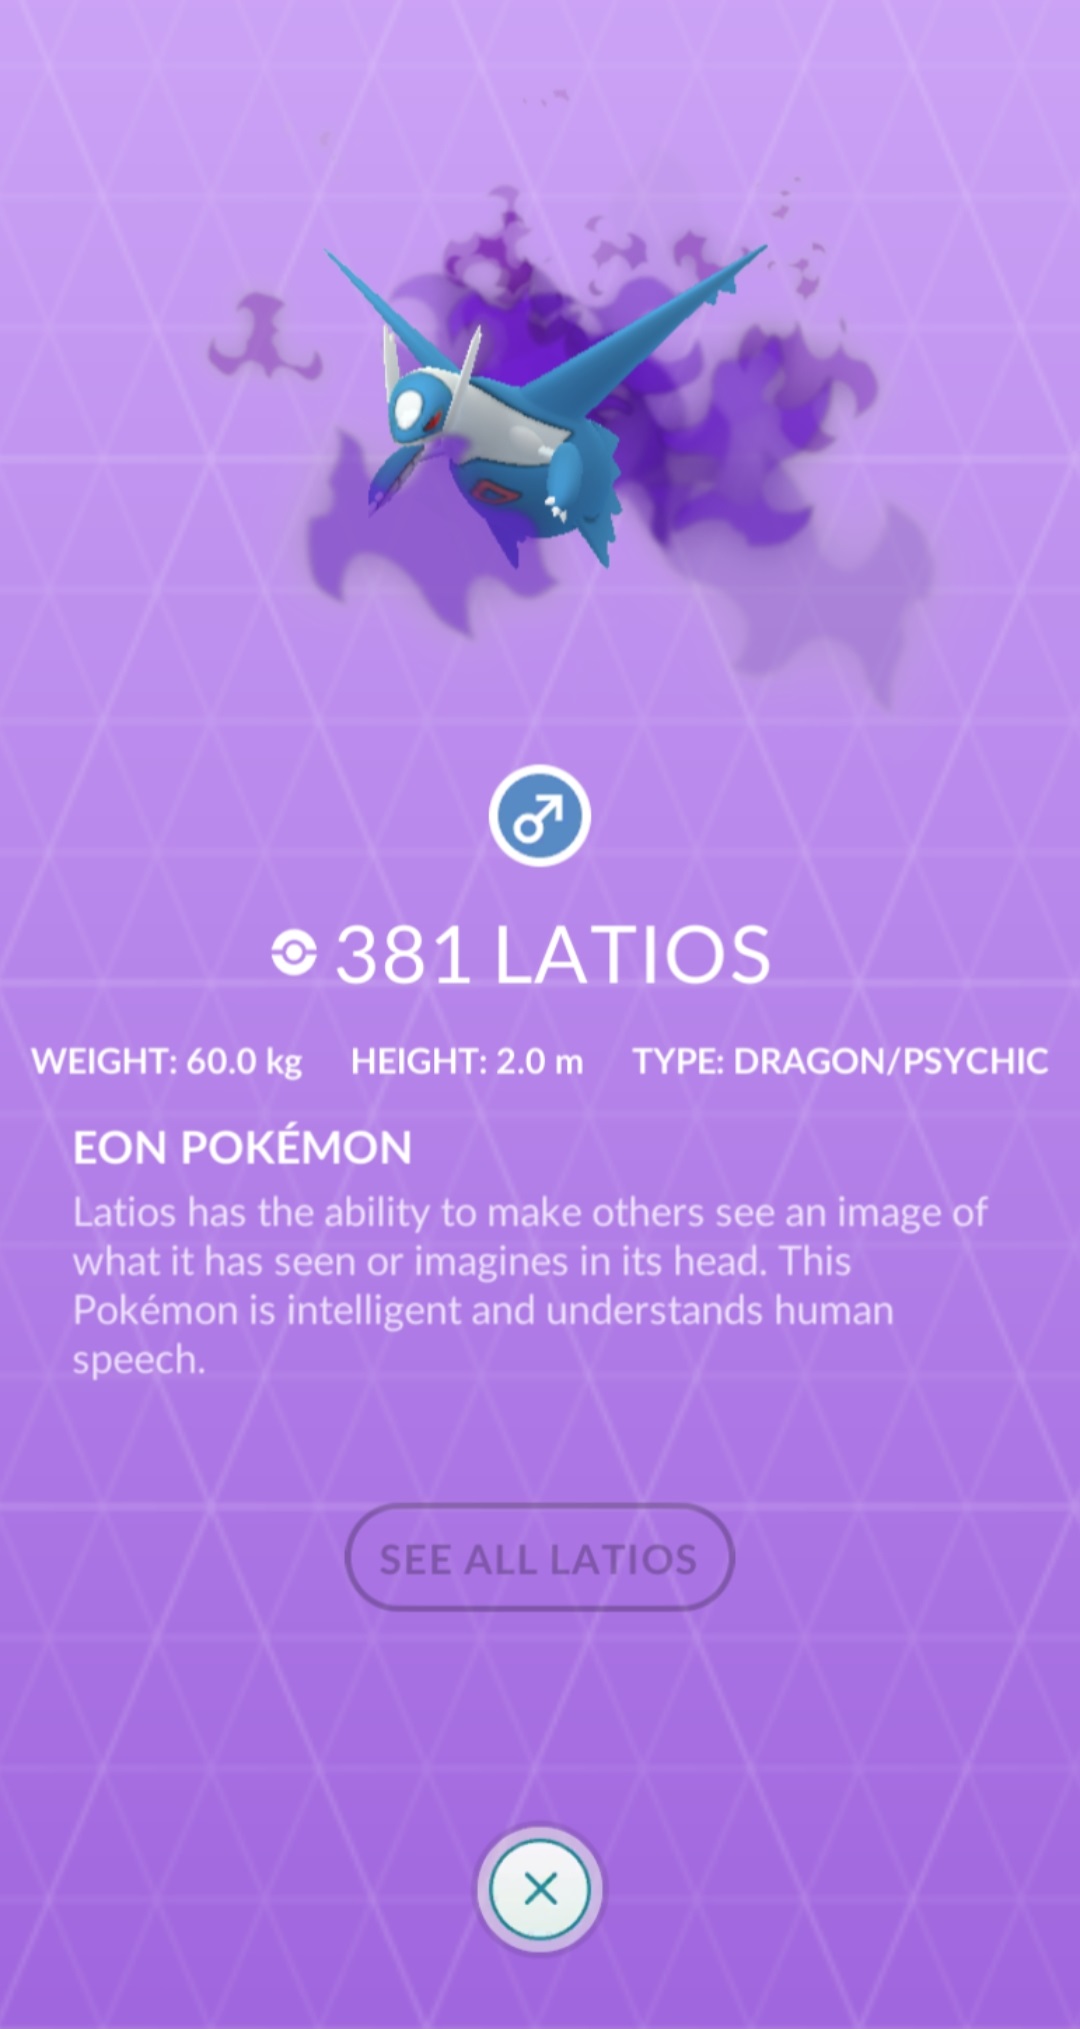 381 LATIOS
WEIGHT: 60.0 kg HEIGHT: 2.0 m TYPE: DRAGON/PSYCHIC
EON POKÉMON
Latios has the ability to make others see an image of
what it has seen or imagines in its head. This
Pokémon is intelligent and understands human
speech.
SEE ALL LATIOS